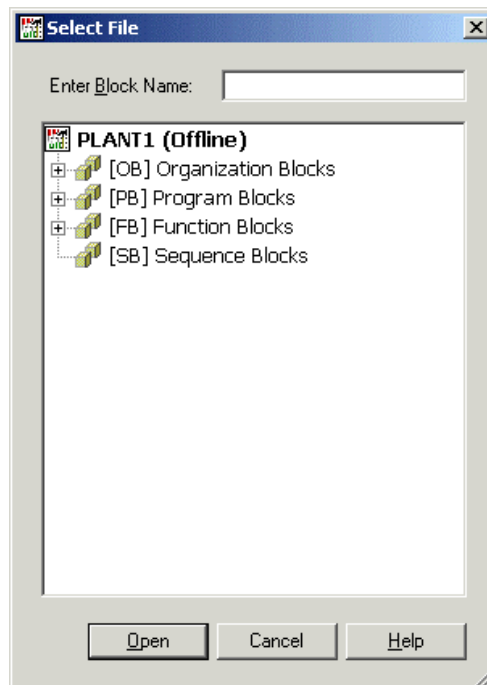 Select File
Enter Block Name:
PLANT1 (Offline)
[OB] Organization Blocks
[PB] Program Blocks
[FB] Function Blocks
[SB] Sequence Blocks
Open Cancel Help